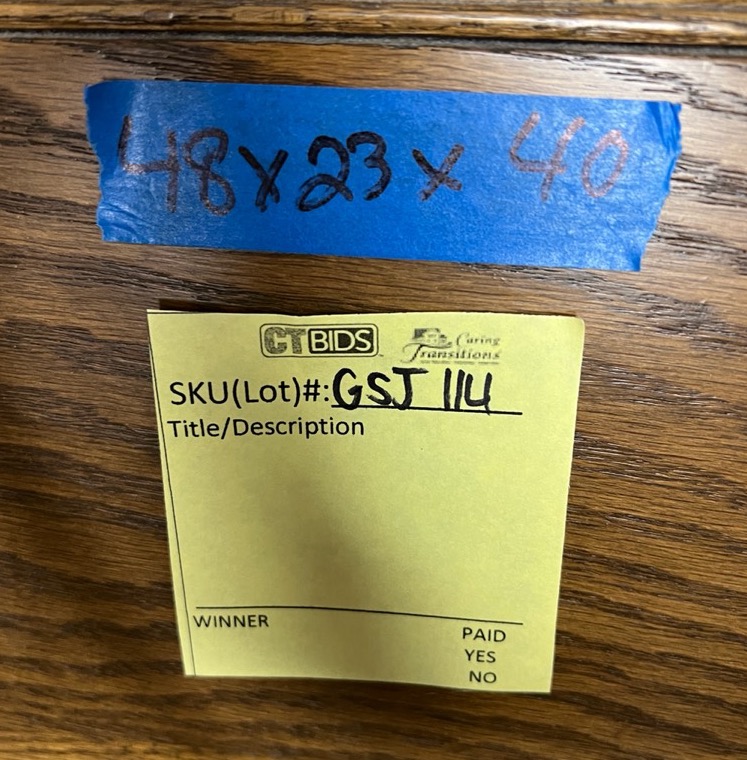 48x23x40
CTBIDS
Caring
Transitions
SKU(Lot)#:GSJ 114
Title/Description
WINNER
PAID
YES
NO